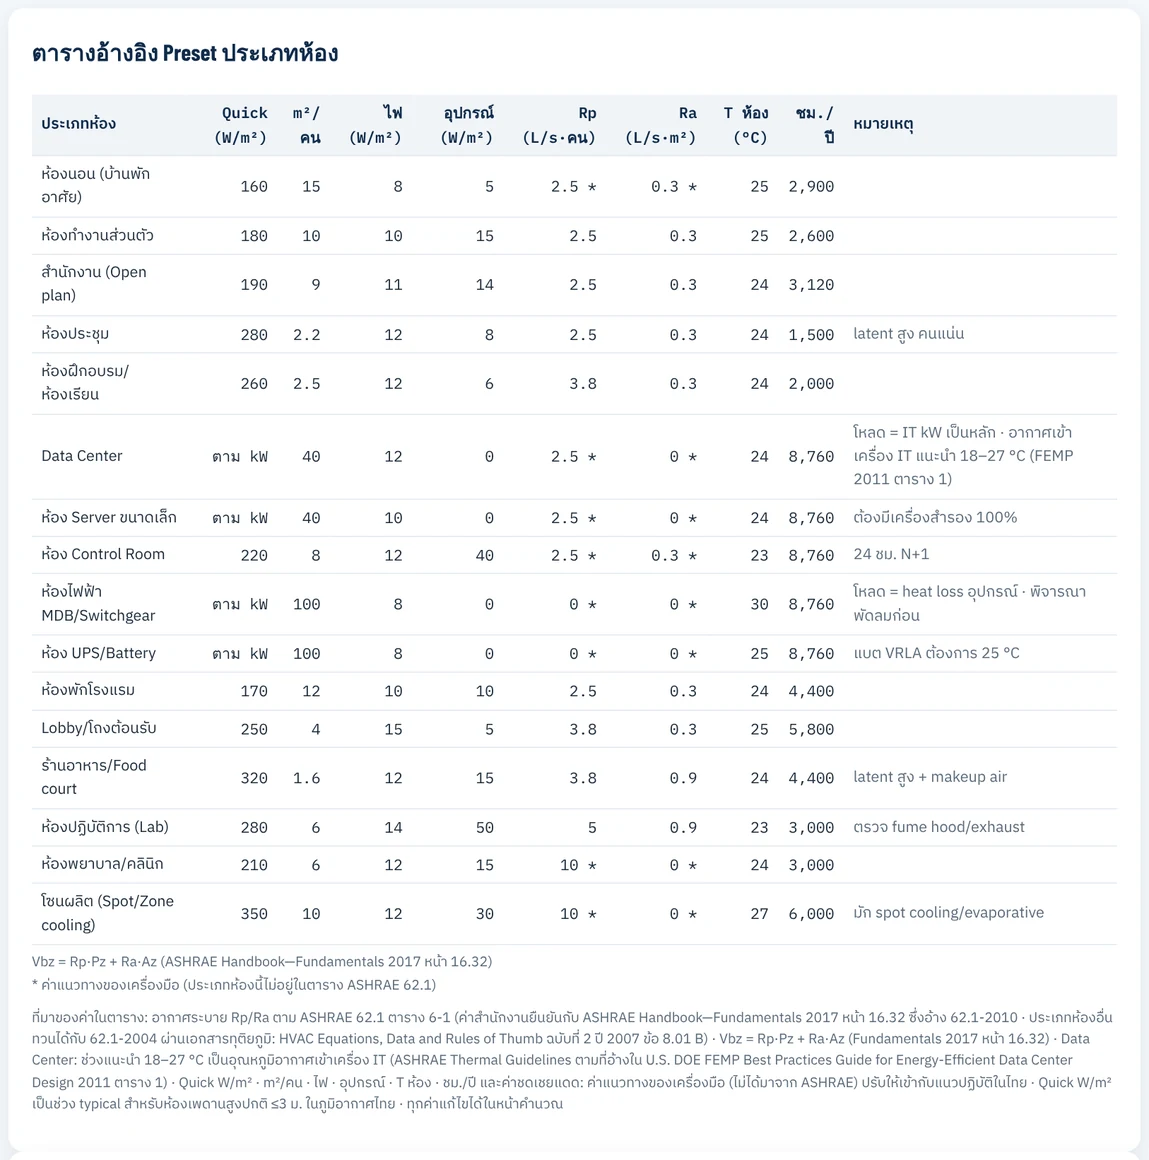 ตารางอ้างอิง Preset ประเภทห้อง
ประเภทห้อง Quick (W/m²) m²/คน ไฟ (W/m²) อุปกรณ์ (W/m²) Rp (L/s·คน) Ra (L/s·m²) T ห้อง (°C) ชม./ปี หมายเหตุ
ห้องนอน (บ้านพักอาศัย) 160 15 8 5 2.5 * 0.3 * 25 2,900
ห้องทำงานส่วนตัว 180 10 10 15 2.5 0.3 25 2,600
สำนักงาน (Open plan) 190 9 11 14 2.5 0.3 24 3,120
ห้องประชุม 280 2.2 12 8 2.5 0.3 24 1,500 latent สูง คนแน่น
ห้องฝึกอบรม/ห้องเรียน 260 2.5 12 6 3.8 0.3 24 2,000
Data Center ตาม kW 40 12 0 2.5 * 0 * 24 8,760 โหลด = IT kW เป็นหลัก · อากาศเข้าเครื่อง IT แนะนำ 18–27 °C (FEMP 2011 ตาราง 1)
ห้อง Server ขนาดเล็ก ตาม kW 40 10 0 2.5 * 0 * 24 8,760 ต้องมีเครื่องสำรอง 100%
ห้อง Control Room 220 8 12 40 2.5 * 0.3 * 23 8,760 24 ชม. N+1
ห้องไฟฟ้า MDB/Switchgear ตาม kW 100 8 0 0 * 0 * 30 8,760 โหลด = heat loss อุปกรณ์ · พิจารณาพัดลมก่อน
ห้อง UPS/Battery ตาม kW 100 8 0 0 * 0 * 25 8,760 แบต VRLA ต้องการ 25 °C
ห้องพักโรงแรม 170 12 10 10 2.5 0.3 24 4,400
Lobby/โถงต้อนรับ 250 4 15 5 3.8 0.3 25 5,800
ร้านอาหาร/Food court 320 1.6 12 15 3.8 0.9 24 4,400 latent สูง + makeup air
ห้องปฏิบัติการ (Lab) 280 6 14 50 5 0.9 23 3,000 ตรวจ fume hood/exhaust
ห้องพยาบาล/คลินิก 210 6 12 15 10 * 0 * 24 3,000
โซนผลิต (Spot/Zone cooling) 350 10 12 30 10 * 0 * 27 6,000 มัก spot cooling/evaporative
Vbz = Rp·Pz + Ra·Az (ASHRAE Handbook—Fundamentals 2017 หน้า 16.32)
* ค่าแนวทางของเครื่องมือ (ประเภทห้องนี้ไม่อยู่ในตาราง ASHRAE 62.1)
ที่มาของค่าในตาราง: อากาศระบาย Rp/Ra ตาม ASHRAE 62.1 ตาราง 6-1 (ค่าสำนักงานยืนยันกับ ASHRAE Handbook—Fundamentals 2017 หน้า 16.32 ซึ่งอ้าง 62.1-2010 · ประเภทห้องอื่น
ทวนได้กับ 62.1-2004 ผ่านเอกสารทุติยภูมิ: HVAC Equations, Data and Rules of Thumb ฉบับที่ 2 ปี 2007 ข้อ 8.01 B) · Vbz = Rp·Pz + Ra·Az (Fundamentals 2017 หน้า 16.32) · Data
Center: ช่วงแนะนำ 18–27 °C เป็นอุณหภูมิอากาศเข้าเครื่อง IT (ASHRAE Thermal Guidelines ตามที่อ้างใน U.S. DOE FEMP Best Practices Guide for Energy-Efficient Data Center
Design 2011 ตาราง 1) · Quick W/m² · m²/คน · ไฟ · อุปกรณ์ · T ห้อง · ชม./ปี และค่าชดเชยแดด: ค่าแนวทางของเครื่องมือ (ไม่ได้มาจาก ASHRAE) ปรับให้เข้ากับแนวปฏิบัติในไทย · Quick W/m²
เป็นช่วง typical สำหรับห้องเพดานสูงปกติ ≤3 ม. ในภูมิอากาศไทย · ทุกค่าแก้ไขได้ในหน้าคำนวณ